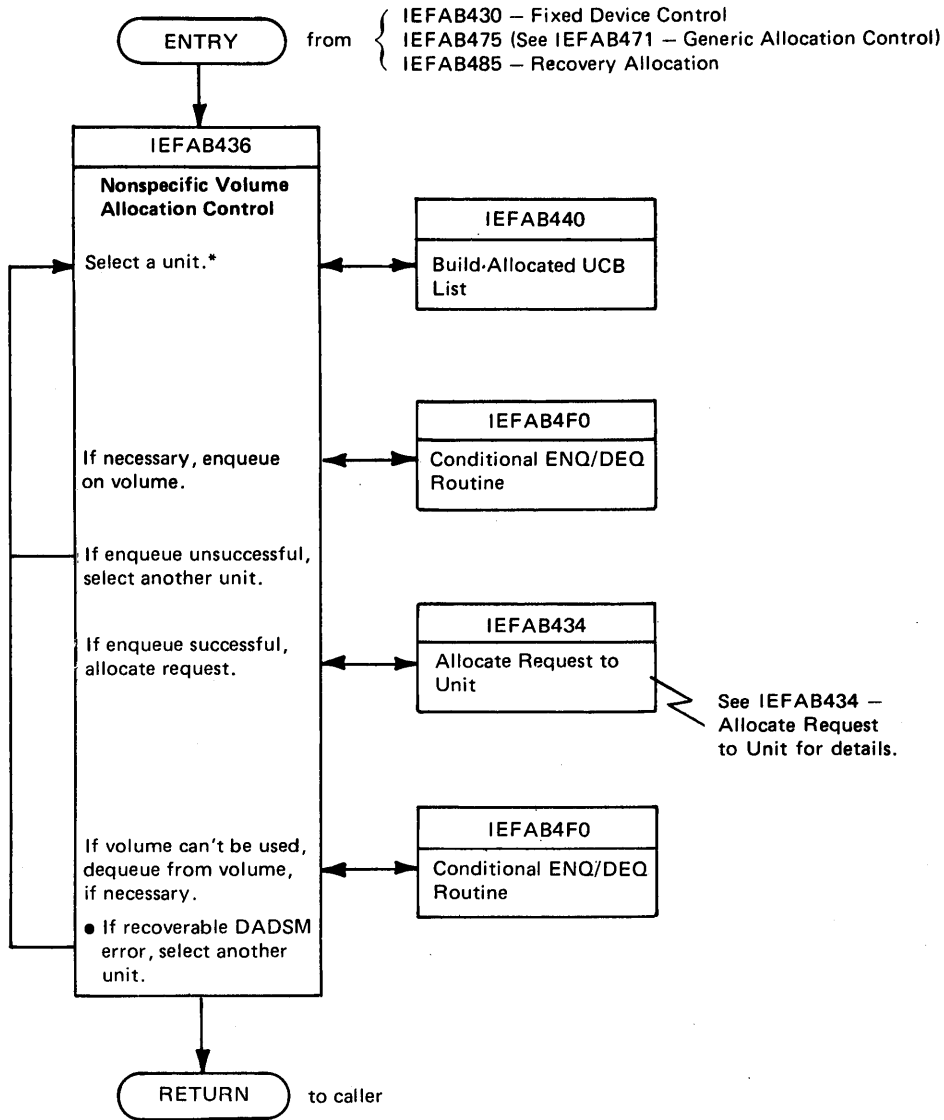 ENTRY
from
IEFAB430 – Fixed Device Control
IEFAB475 (See IEFAB471 – Generic Allocation Control)
IEFAB485 – Recovery Allocation
IEFAB436
Nonspecific Volume
Allocation Control
Select a unit.*
IEFAB440
Build·Allocated UCB
List
If necessary, enqueue
on volume.
IEFAB4F0
Conditional ENQ/DEQ
Routine
If enqueue unsuccessful,
select another unit.
If enqueue successful,
allocate request.
IEFAB434
Allocate Request to
Unit
See IEFAB434 –
Allocate Request
to Unit for details.
If volume can't be used,
dequeue from volume,
if necessary.
IEFAB4F0
Conditional ENQ/DEQ
Routine
● If recoverable DADSM
error, select another
unit.
RETURN
to caller